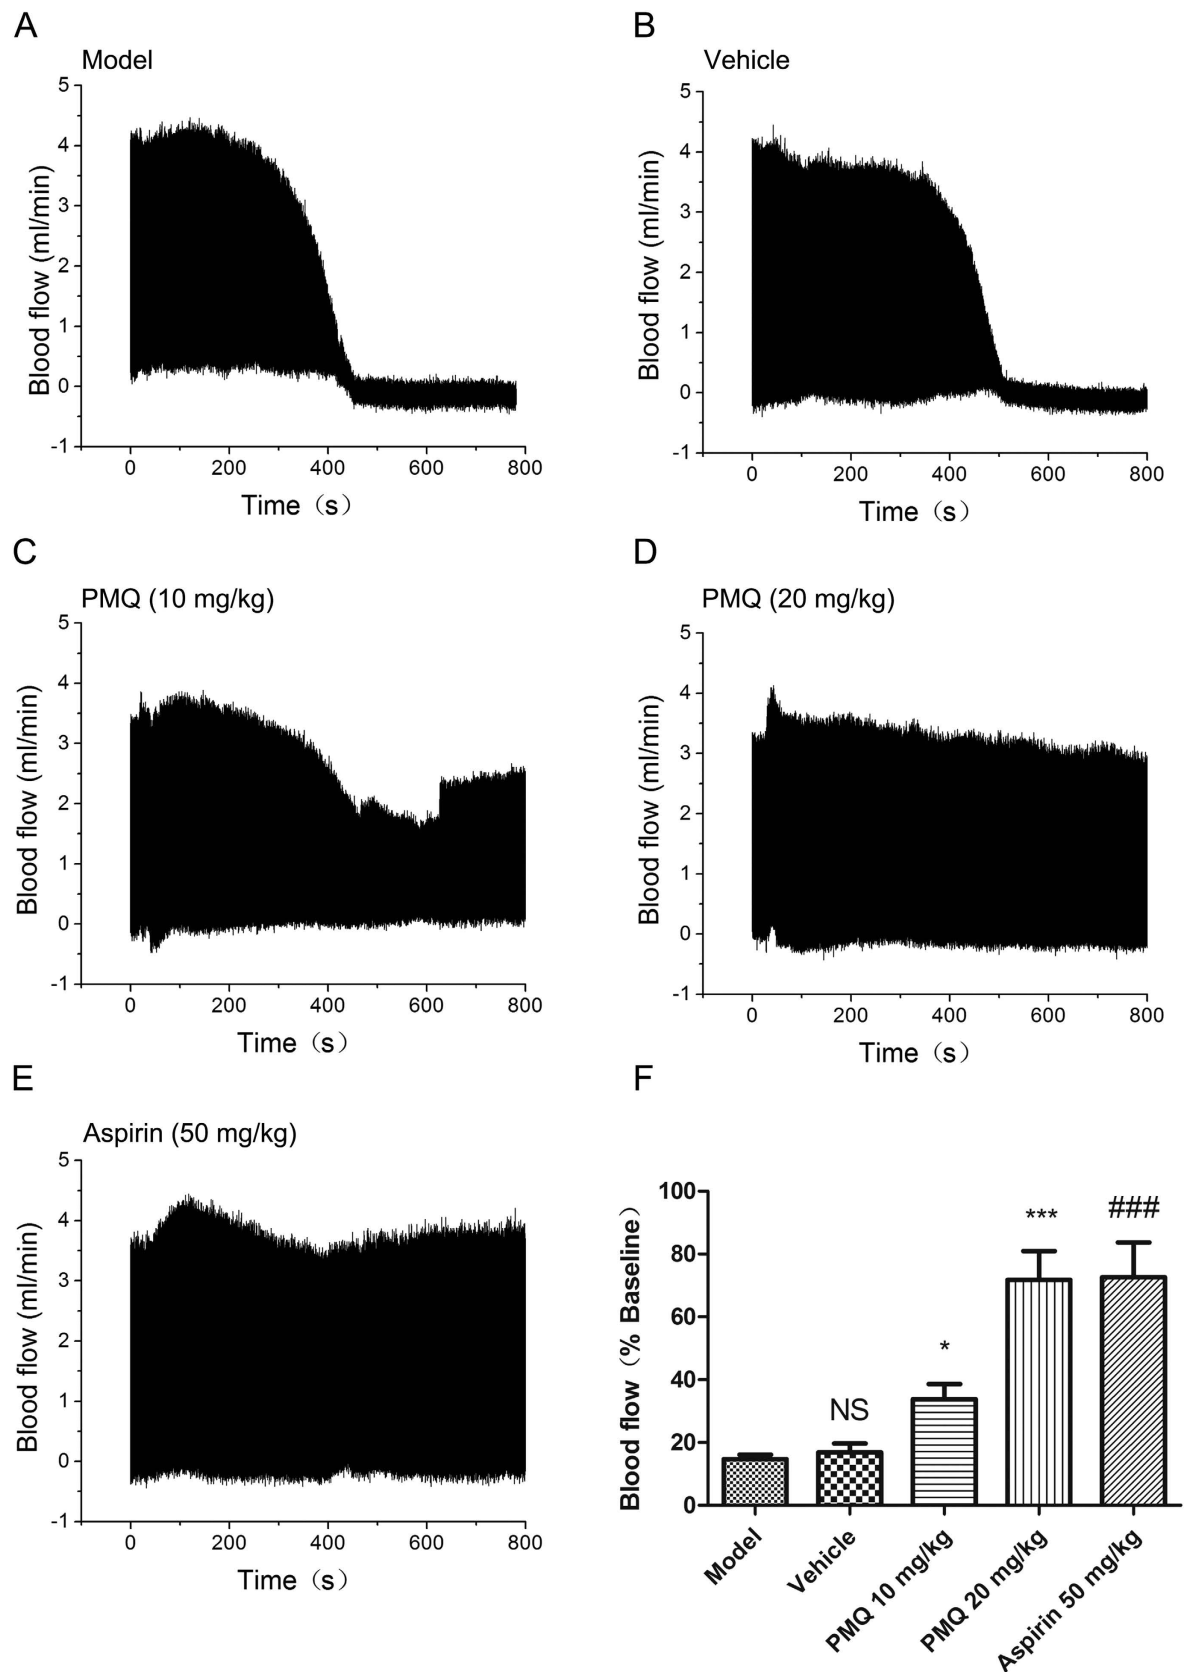 A
Model
Blood flow (ml/min)
5
4
3
2
1
0
-1
0 200 400 600 800
Time（s）
B
Vehicle
Blood flow (ml/min)
5
4
3
2
1
0
-1
0 200 400 600 800
Time（s）
C
PMQ (10 mg/kg)
Blood flow (ml/min)
5
4
3
2
1
0
-1
0 200 400 600 800
Time（s）
D
PMQ (20 mg/kg)
Blood flow (ml/min)
5
4
3
2
1
0
-1
0 200 400 600 800
Time（s）
E
Aspirin (50 mg/kg)
Blood flow (ml/min)
5
4
3
2
1
0
-1
0 200 400 600 800
Time（s）
F
Blood flow（% Baseline）
100
80
60
40
20
0
NS
*
***
###
Model
Vehicle
PMQ 10 mg/kg
PMQ 20 mg/kg
Aspirin 50 mg/kg